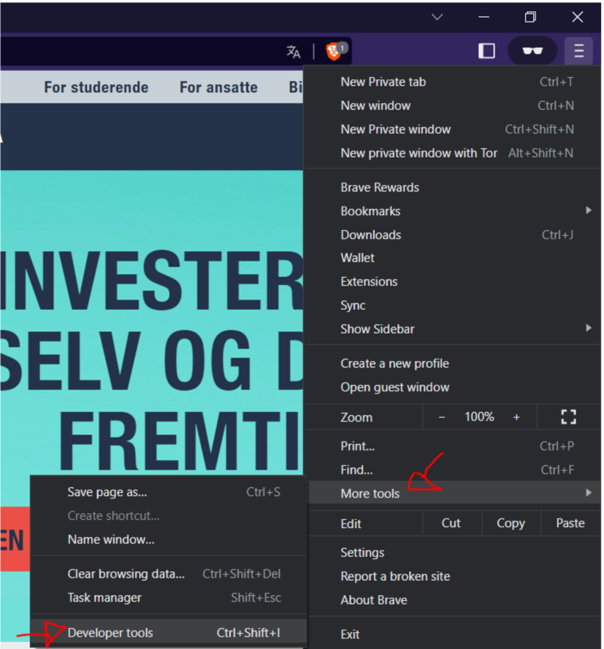 1
For studerende For ansatte Bi
A
INVESTER
SELV OG D
FREMTI
EN
New Private tab Ctrl+T
New window Ctrl+N
New Private window Ctrl+Shift+N
New private window with Tor Alt+Shift+N
Brave Rewards
Bookmarks
Downloads Ctrl+J
Wallet
Extensions
Sync
Show Sidebar
Create a new profile
Open guest window
Zoom − 100% +
Print... Ctrl+P
Find... Ctrl+F
More tools
Edit Cut Copy Paste
Settings
Report a broken site
About Brave
Exit
Save page as... Ctrl+S
Create shortcut...
Name window...
Clear browsing data... Ctrl+Shift+Del
Task manager Shift+Esc
Developer tools Ctrl+Shift+I